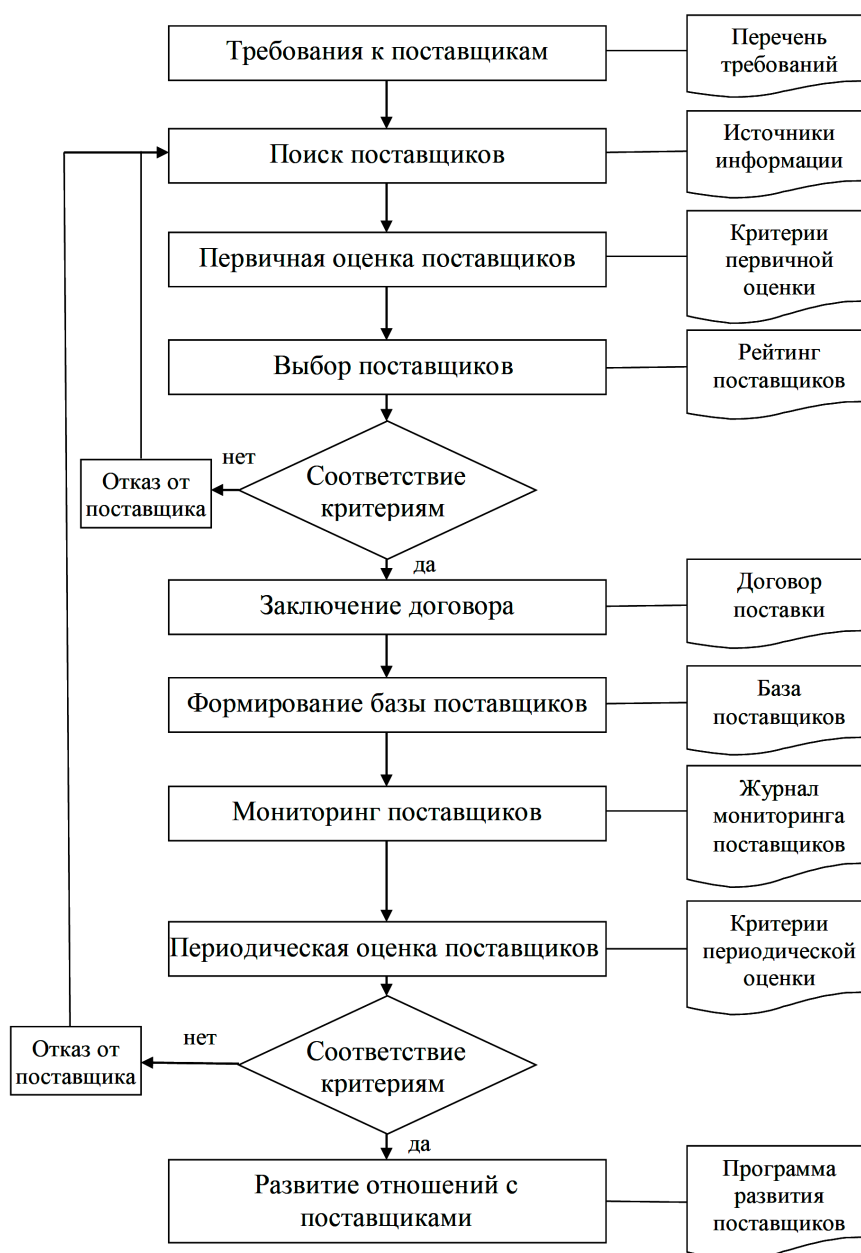 Требования к поставщикам
Перечень
требований
Поиск поставщиков
Источники
информации
Первичная оценка поставщиков
Критерии
первичной
оценки
Выбор поставщиков
Рейтинг
поставщиков
нет
Соответствие
критериям
Отказ от
поставщика
да
Заключение договора
Договор
поставки
Формирование базы поставщиков
База
поставщиков
Мониторинг поставщиков
Журнал
мониторинга
поставщиков
Периодическая оценка поставщиков
Критерии
периодической
оценки
нет
Соответствие
критериям
Отказ от
поставщика
да
Развитие отношений с
поставщиками
Программа
развития
поставщиков